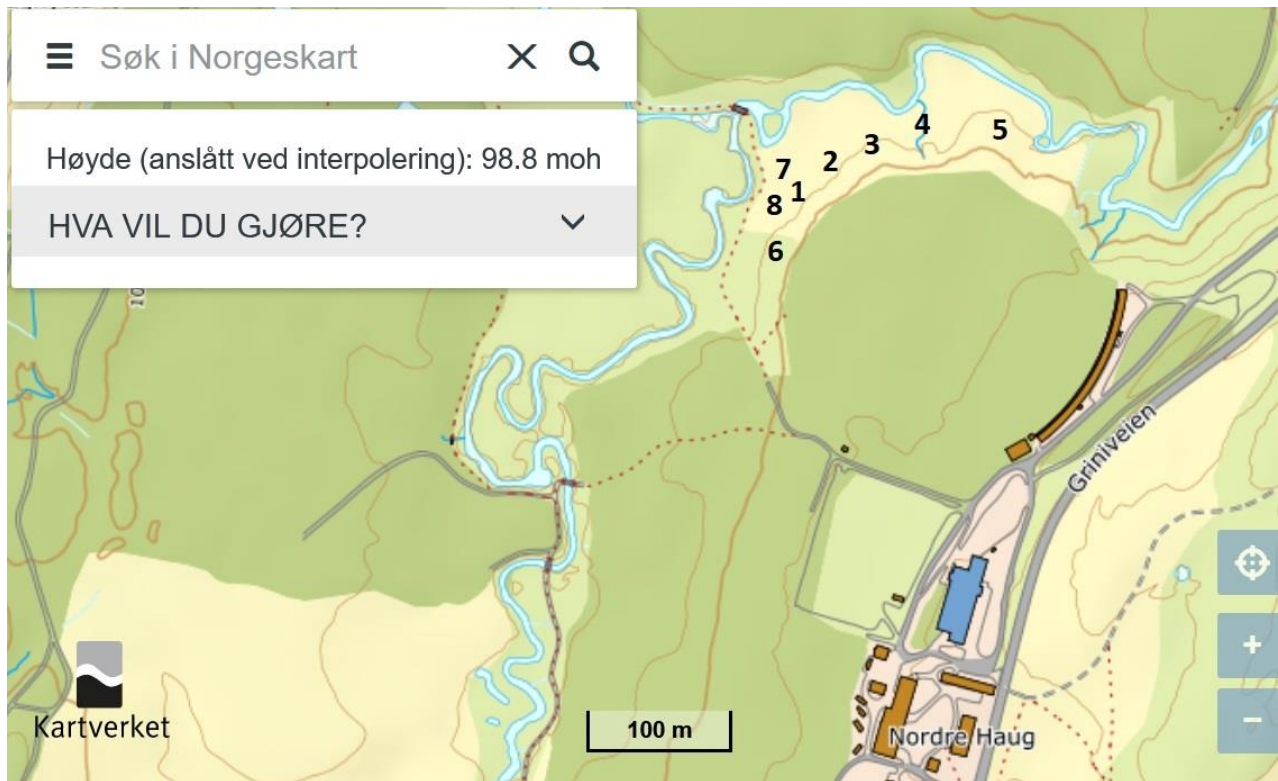 Søk i Norgeskart
Høyde (anslått ved interpolering): 98.8 moh
HVA VIL DU GJØRE?
4
5
3
2
7
1
8
6
10
Griniveien
100 m
Nordre Haug
Kartverket
+
−